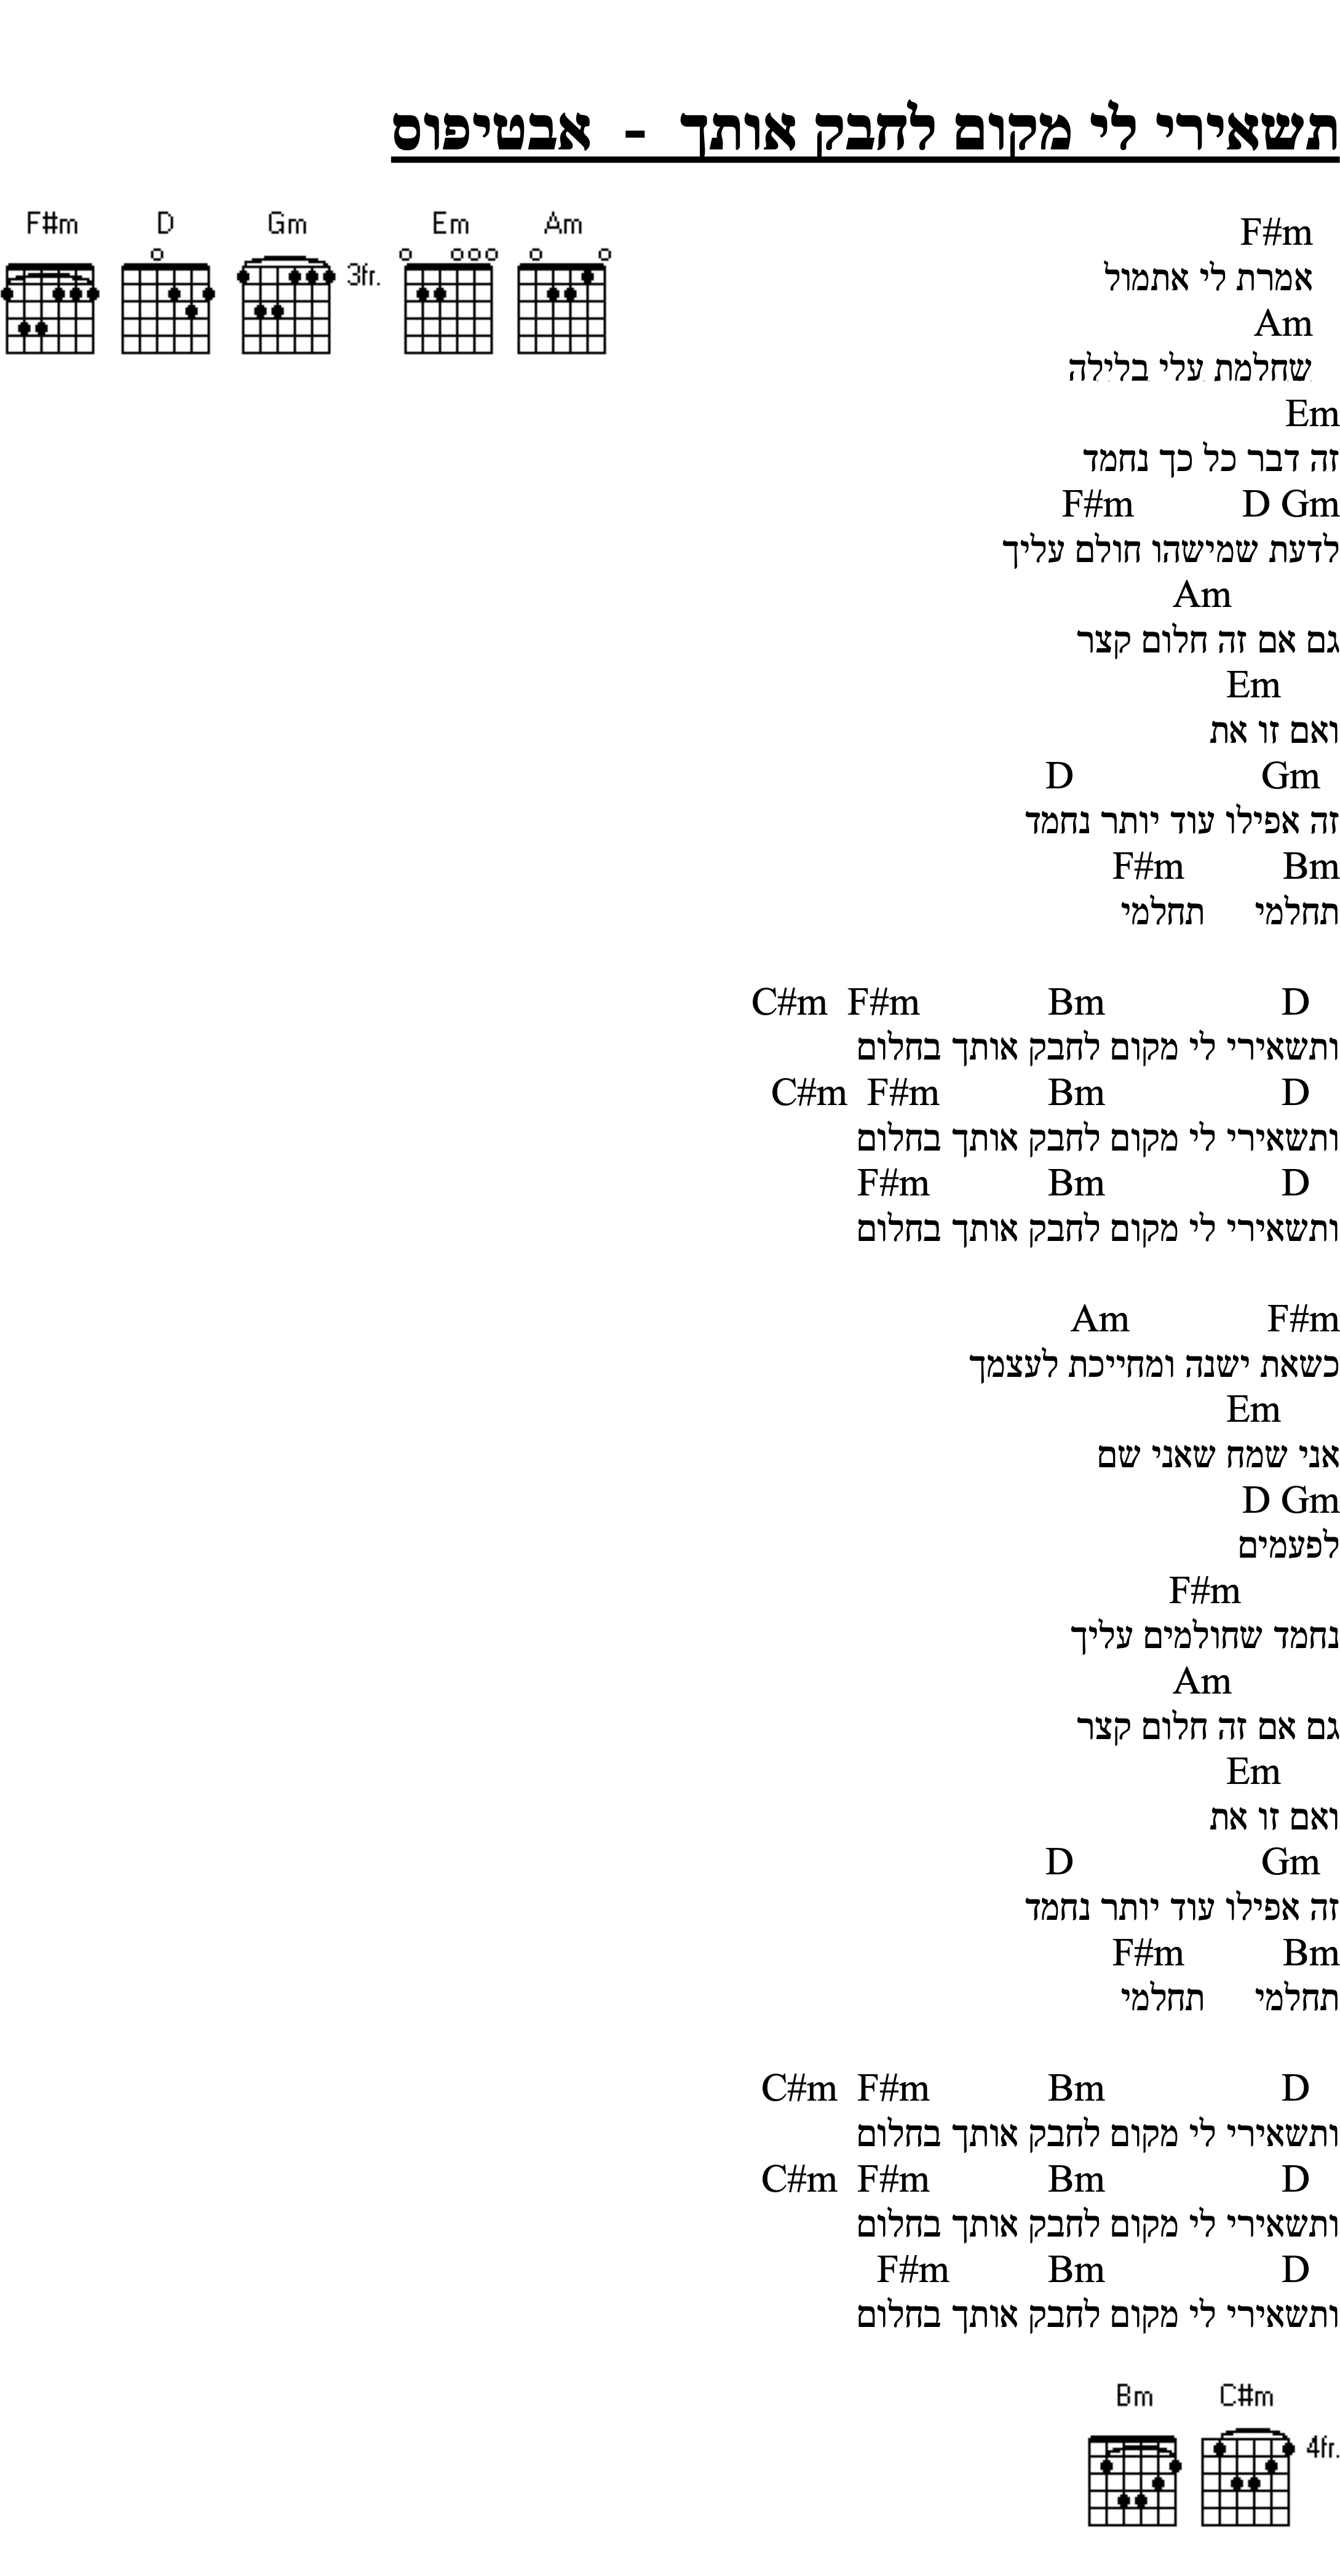 תשאירי לי מקום לחבק אותך - אבטיפוס
F#m D Gm Em Am
3fr.
F#m
אמרת לי אתמול
Am
שחלמת עלי בלילה
Em
זה דבר כל כך נחמד
F#m D Gm
לדעת שמישהו חולם עליך
Am
גם אם זה חלום קצר
Em
ואם זו את
D Gm
זה אפילו עוד יותר נחמד
F#m Bm
תחלמי תחלמי
C#m F#m Bm D
ותשאירי לי מקום לחבק אותך בחלום
C#m F#m Bm D
ותשאירי לי מקום לחבק אותך בחלום
F#m Bm D
ותשאירי לי מקום לחבק אותך בחלום
Am F#m
כשאת ישנה ומחייכת לעצמך
Em
אני שמח שאני שם
D Gm
לפעמים
F#m
נחמד שחולמים עליך
Am
גם אם זה חלום קצר
Em
ואם זו את
D Gm
זה אפילו עוד יותר נחמד
F#m Bm
תחלמי תחלמי
C#m F#m Bm D
ותשאירי לי מקום לחבק אותך בחלום
C#m F#m Bm D
ותשאירי לי מקום לחבק אותך בחלום
F#m Bm D
ותשאירי לי מקום לחבק אותך בחלום
Bm C#m
4fr.